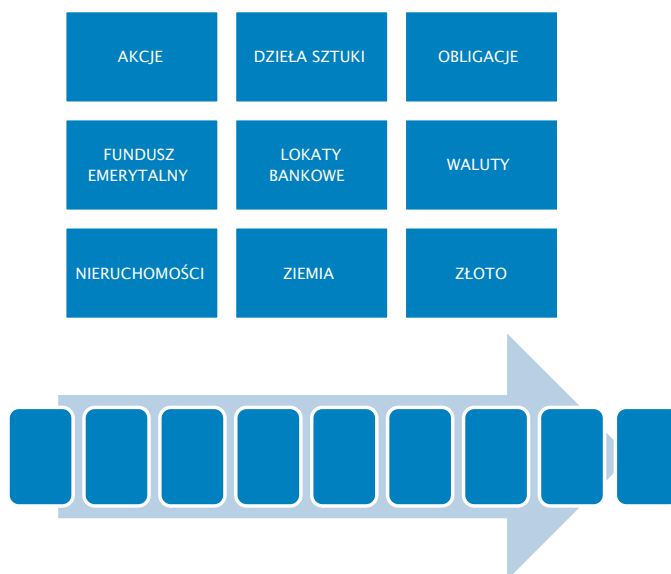 AKCJE
DZIEŁA SZTUKI
OBLIGACJE
FUNDUSZ
EMERYTALNY
LOKATY
BANKOWE
WALUTY
NIERUCHOMOŚCI
ZIEMIA
ZŁOTO